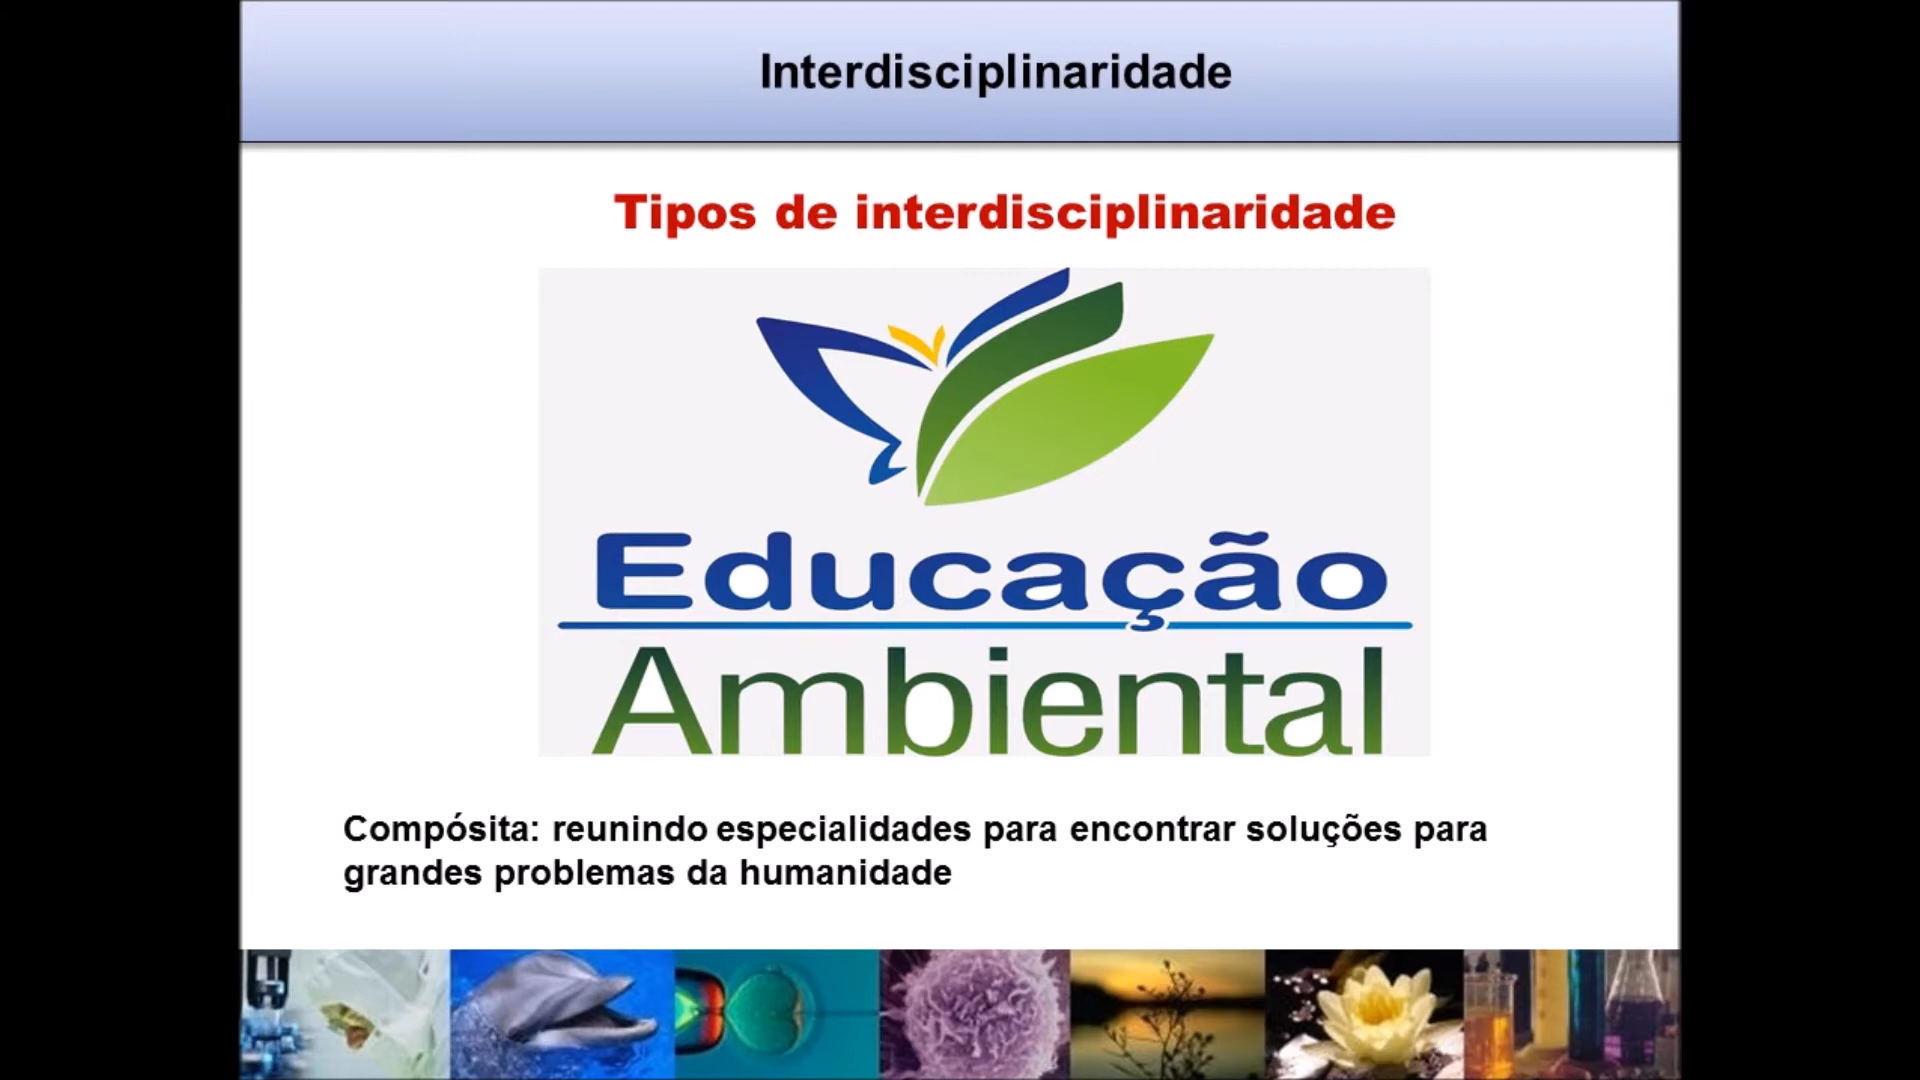 Interdisciplinaridade
Tipos de interdisciplinaridade
Educação
Ambiental
Compósita: reunindo especialidades para encontrar soluções para
grandes problemas da humanidade